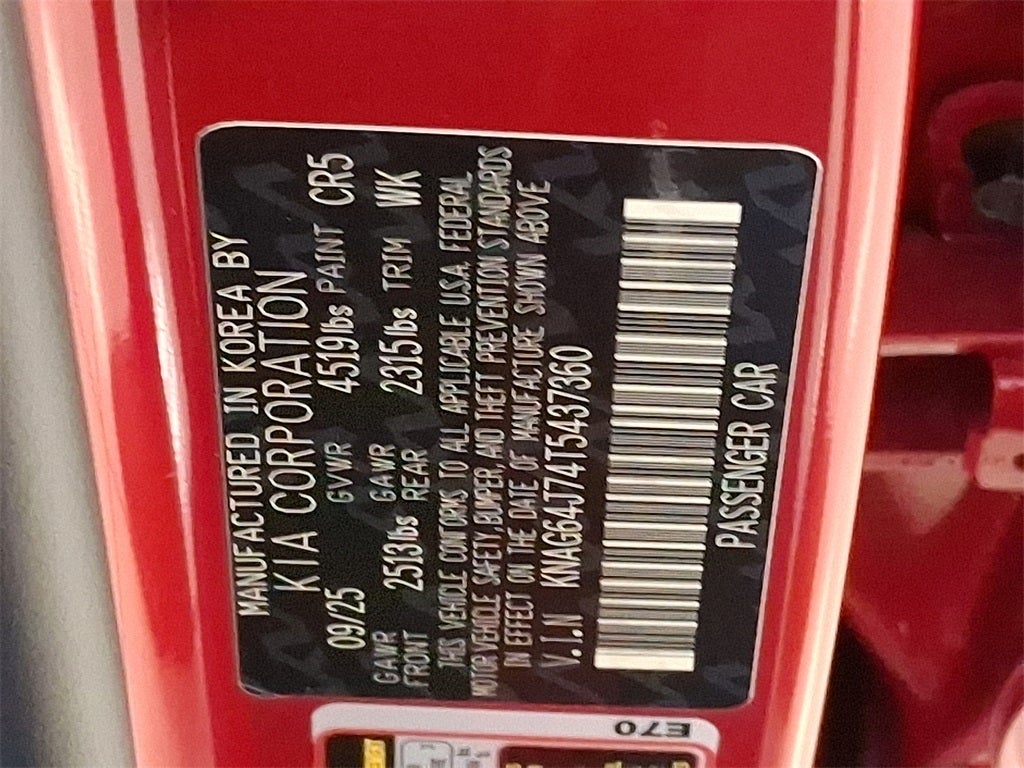 MANUFACTURED IN KOREA BY
KIA CORPORATION
09/25 GVWR 4519lbs PAINT CR5
GAWR FRONT 2513lbs GAWR REAR 2315lbs TRIM WK
THIS VEHICLE CONFORMS TO ALL APPLICABLE U.S.A. FEDERAL
MOTOR VEHICLE SAFETY, BUMPER, AND THEFT PREVENTION STANDARDS
IN EFFECT ON THE DATE OF MANUFACTURE SHOWN ABOVE
V.I.N KNAG64J74T5437360
PASSENGER CAR
E70